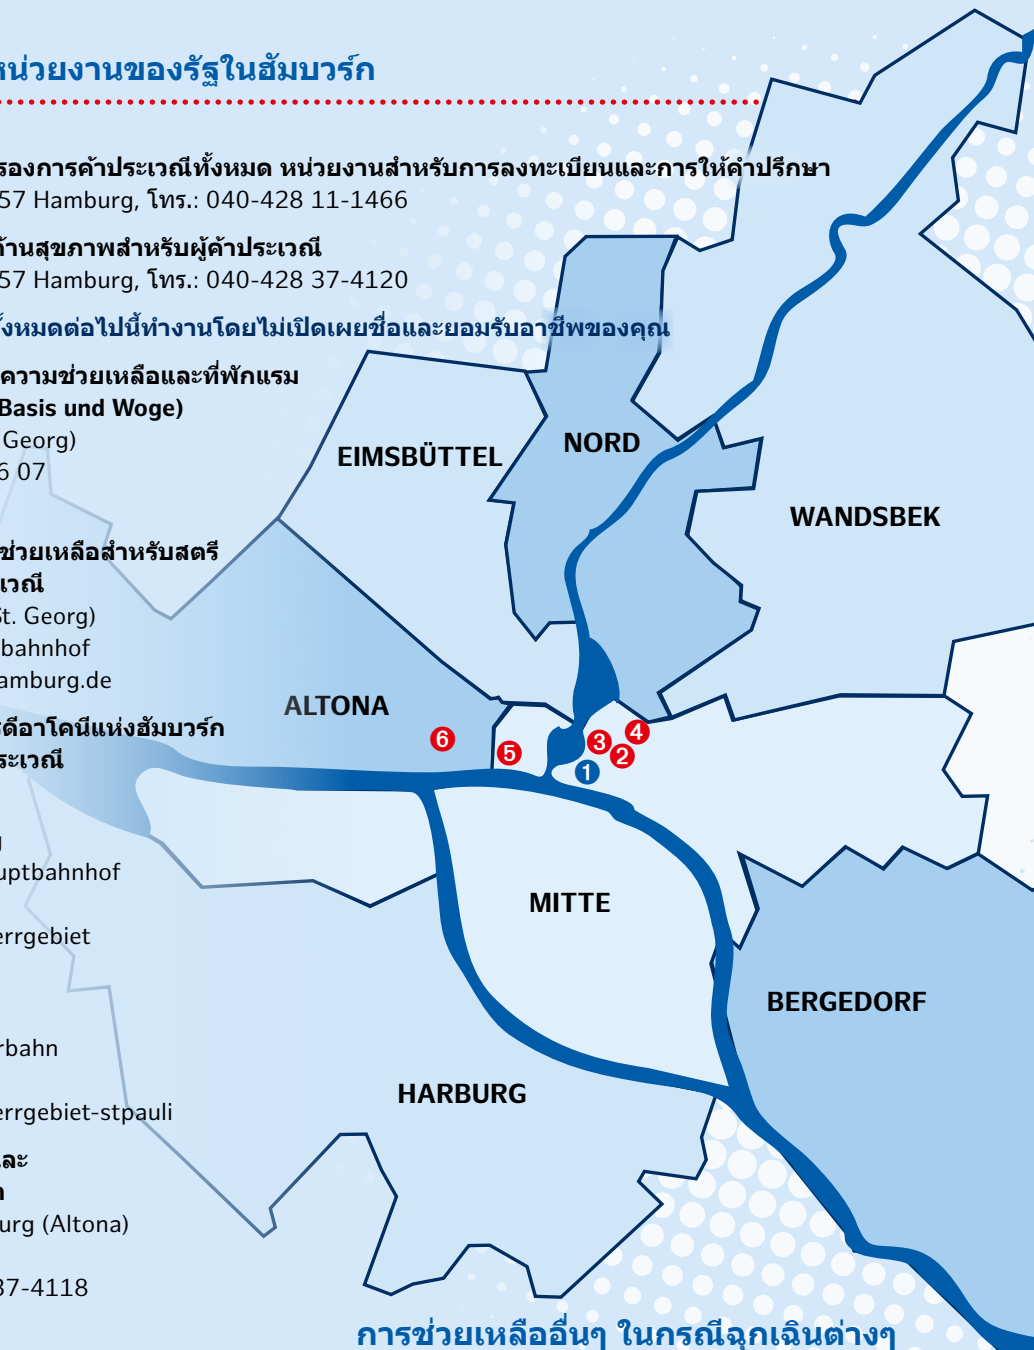 หน่วยงานของรัฐในฮัมบวร์ก
รองการค้าประเวณีทั้งหมด หน่วยงานสำหรับการลงทะเบียนและการให้คำปรึกษา
57 Hamburg, โทร.: 040-428 11-1466
ด้านสุขภาพสำหรับผู้ค้าประเวณี
57 Hamburg, โทร.: 040-428 37-4120
ทั้งหมดต่อไปนี้ทำงานโดยไม่เปิดเผยชื่อและยอมรับอาชีพของคุณ
ความช่วยเหลือและที่พักแรม
Basis und Woge)
Georg)
6 07
ช่วยเหลือสำหรับสตรี
เวณี
St. Georg)
bahnhof
amburg.de
รดีอาโคนีแห่งฮัมบวร์ก
ระเวณี
g
uptbahnhof
errgebiet
rbahn
errgebiet-stpauli
และ
urg (Altona)
37-4118
EIMSBÜTTEL
NORD
WANDSBEK
ALTONA
6
5
3
4
2
1
MITTE
BERGEDORF
HARBURG
การช่วยเหลืออื่นๆ ในกรณีฉุกเฉินต่างๆ